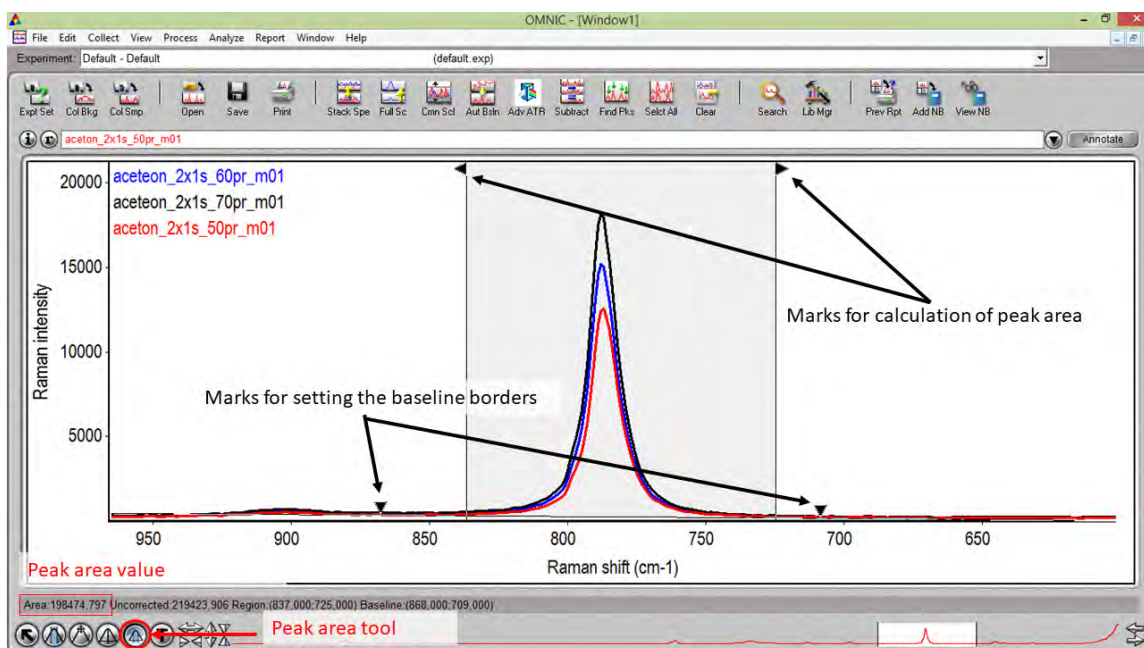 OMNIC - [Window1]
File Edit Collect View Process Analyze Report Window Help
Experiment: Default - Default (default.exp)
Expt Set Col Bkg Col Smp Open Save Print Stack Spe Full Sc Cmn Scl Aut Bsln Adv ATR Subtract Find Pks Selct All Clear Search Lib Mgr Prev Rpt Add NB View NB
aceton_2x1s_50pr_m01 Annotate
20000
aceteon_2x1s_60pr_m01
aceteon_2x1s_70pr_m01
aceton_2x1s_50pr_m01
15000
Marks for calculation of peak area
Raman intensity
10000
Marks for setting the baseline borders
5000
950 900 850 800 750 700 650
Raman shift (cm-1)
Peak area value
Area:198474,797 Uncorrected:219423,906 Region:(837,000;725,000) Baseline:(868,000;709,000)
Peak area tool